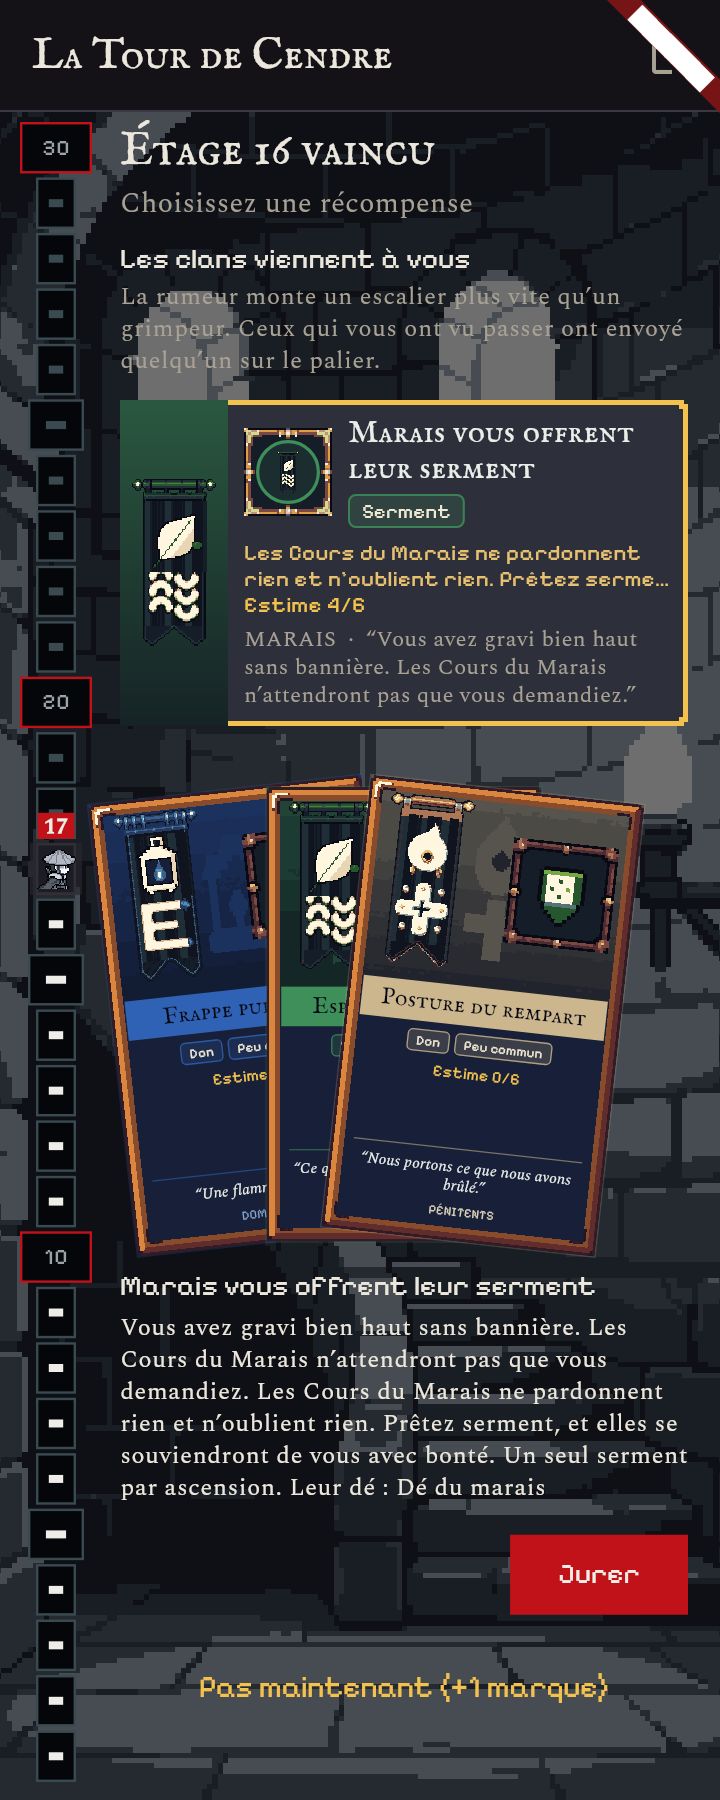 La Tour de Cendre
30
Étage 16 vaincu
Choisissez une récompense
Les clans viennent à vous
La rumeur monte un escalier plus vite qu’un
grimpeur. Ceux qui vous ont vu passer ont envoyé
quelqu’un sur le palier.
Marais vous offrent
leur serment
Serment
Les Cours du Marais ne pardonnent
rien et n’oublient rien. Prêtez serme…
Estime 4/6
MARAIS · “Vous avez gravi bien haut
sans bannière. Les Cours du Marais
n’attendront pas que vous demandiez.”
20
17
Frappe
Don
Estime
“Une
Posture du rempart
Don
Peu commun
Estime 0/6
“Nous portons ce que nous avons
brûlé.”
PÉNITENTS
“Ce
10
Marais vous offrent leur serment
Vous avez gravi bien haut sans bannière. Les
Cours du Marais n’attendront pas que vous
demandiez. Les Cours du Marais ne pardonnent
rien et n’oublient rien. Prêtez serment, et elles se
souviendront de vous avec bonté. Un seul serment
par ascension. Leur dé : Dé du marais
Jurer
Pas maintenant (+1 marque)